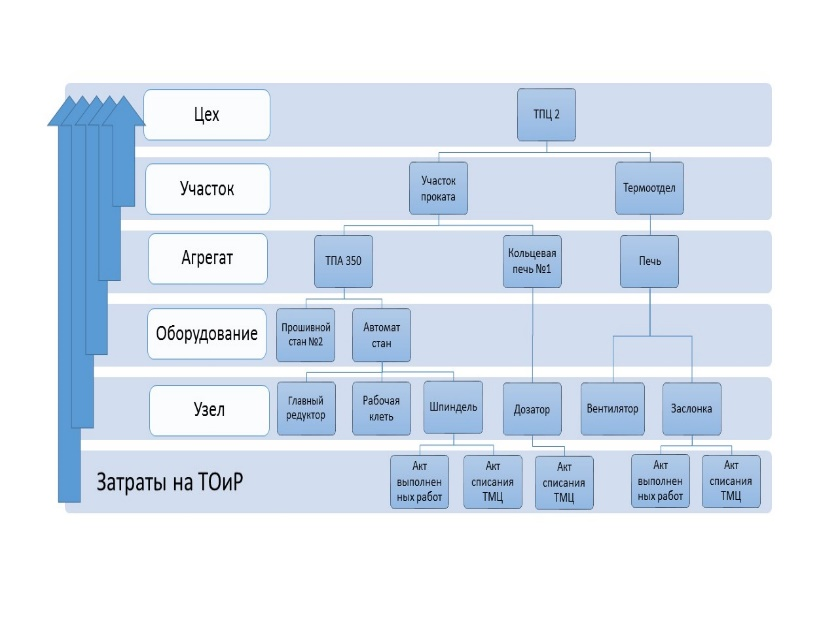 Цех
ТПЦ 2
Участок
Участок
проката
Термоотдел
Агрегат
ТПА 350
Кольцевая
печь №1
Печь
Оборудование
Прошивной
стан №2
Автомат
стан
Узел
Главный
редуктор
Рабочая
клеть
Шпиндель
Дозатор
Вентилятор
Заслонка
Затраты на ТОиР
Акт
выполнен
ных работ
Акт
списания
ТМЦ
Акт
списания
ТМЦ
Акт
выполнен
ных работ
Акт
списания
ТМЦ